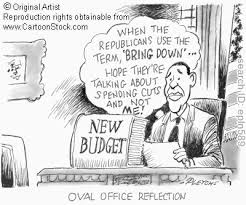 © Original Artist
Reproduction rights obtainable from
www.CartoonStock.com
WHEN THE
REPUBLICANS USE THE
TERM, 'BRING DOWN'...
HOPE THEY'RE
TALKING ABOUT
SPENDING CUTS
AND NOT
ME!
NEW
BUDGET
OVAL OFFICE REFLECTION